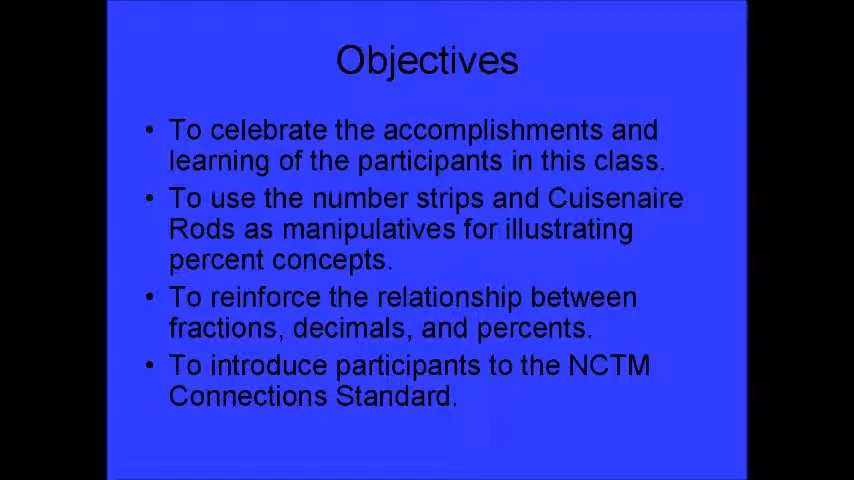 Objectives
• To celebrate the accomplishments and
learning of the participants in this class.
• To use the number strips and Cuisenaire
Rods as manipulatives for illustrating
percent concepts.
• To reinforce the relationship between
fractions, decimals, and percents.
• To introduce participants to the NCTM
Connections Standard.